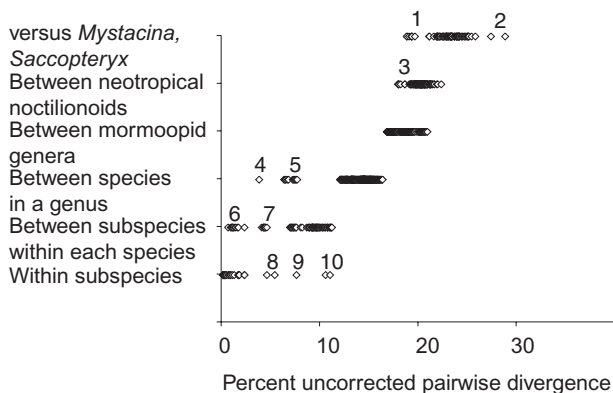 versus Mystacina,
Saccopteryx
1 2
Between neotropical
noctilionoids
3
Between mormoopid
genera
Between species
in a genus
4 5
Between subspecies
within each species
6 7
Within subspecies
8 9 10
0 10 20 30
Percent uncorrected pairwise divergence